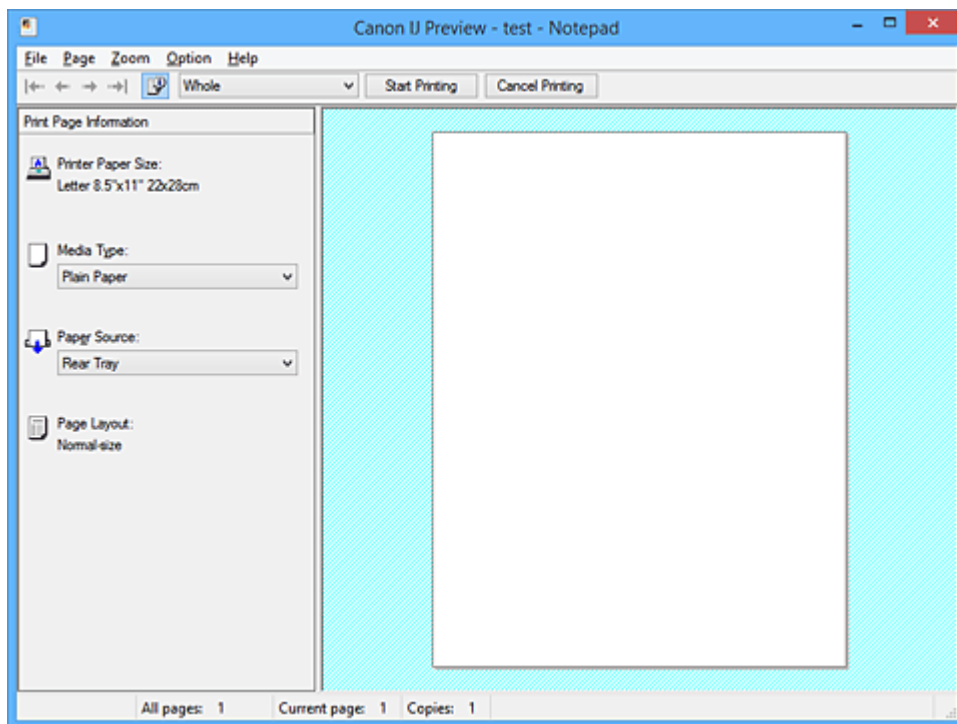 Canon IJ Preview - test - Notepad
File Page Zoom Option Help
Whole Start Printing Cancel Printing
Print Page Information
Printer Paper Size:
Letter 8.5"x11" 22x28cm
Media Type:
Plain Paper
Paper Source:
Rear Tray
Page Layout:
Normal-size
All pages: 1 Current page: 1 Copies: 1